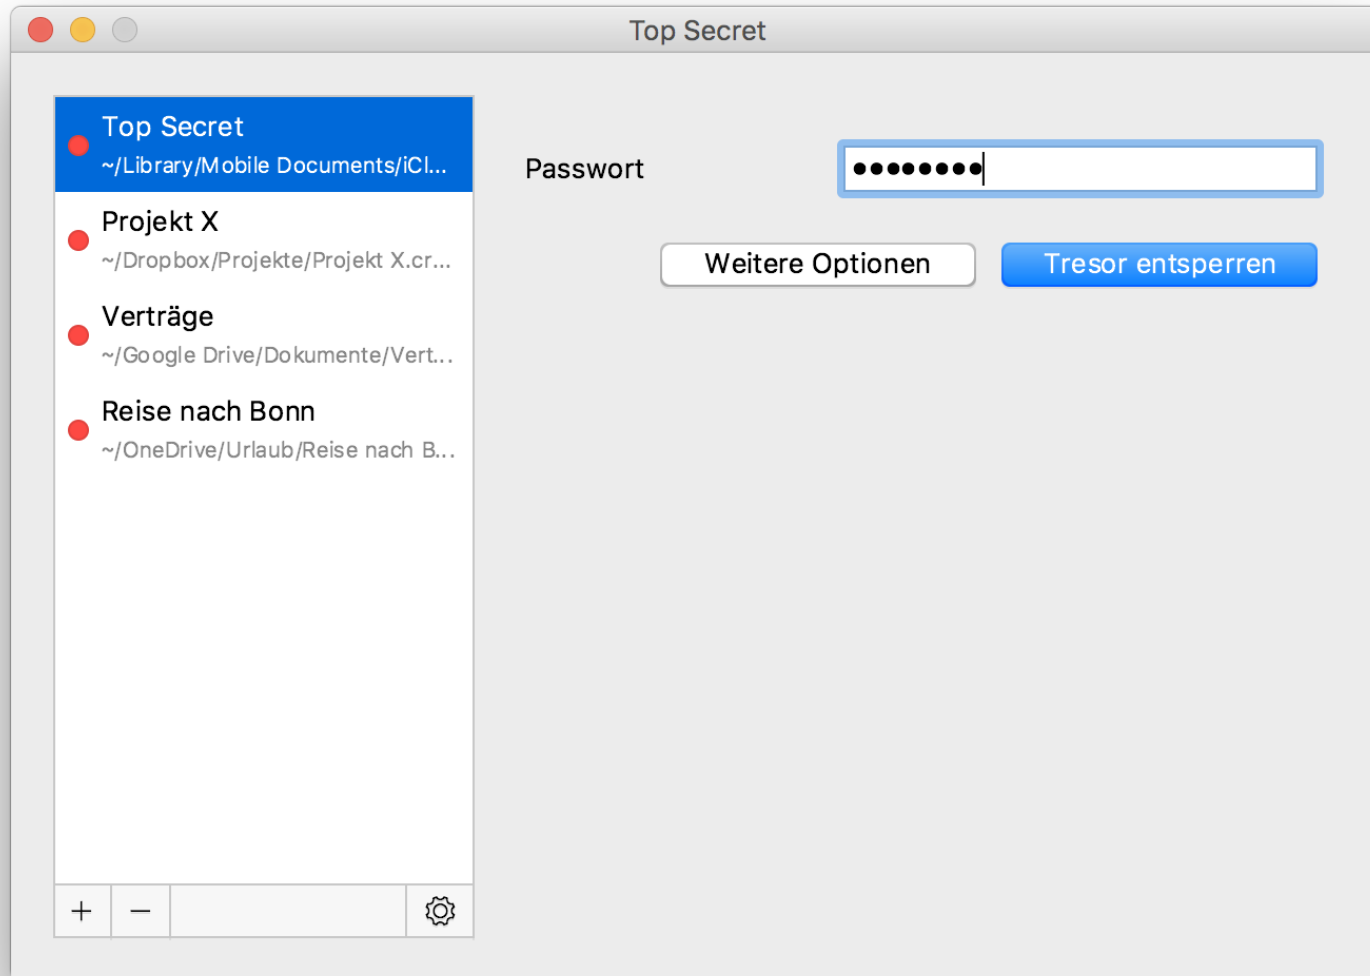 Top Secret
Top Secret
~/Library/Mobile Documents/iCl...
Projekt X
~/Dropbox/Projekte/Projekt X.cr...
Verträge
~/Google Drive/Dokumente/Vert...
Reise nach Bonn
~/OneDrive/Urlaub/Reise nach B...
Passwort
Weitere Optionen
Tresor entsperren